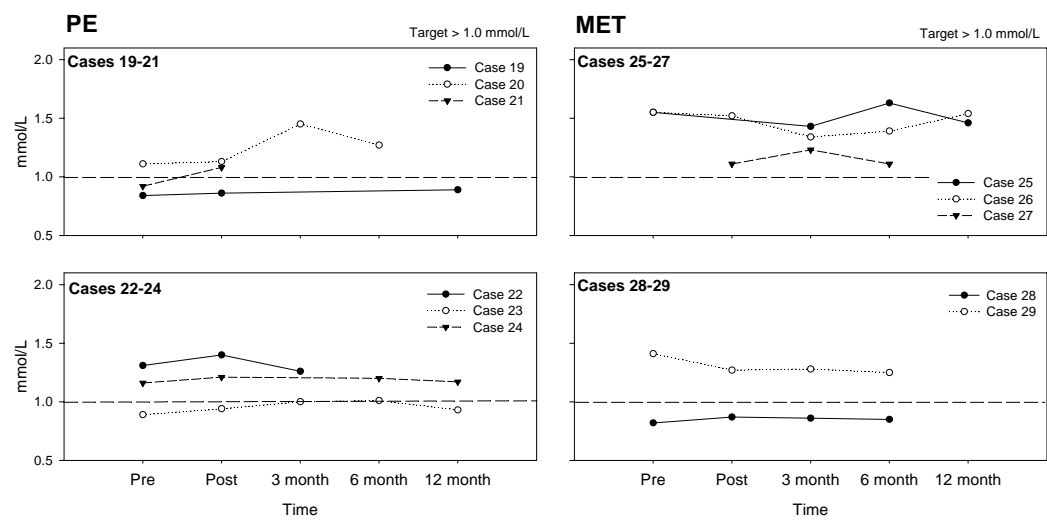 PE
Target > 1.0 mmol/L
Cases 19-21
Case 19
Case 20
Case 21
mmol/L
2.0
1.5
1.0
0.5
MET
Target > 1.0 mmol/L
Cases 25-27
Case 25
Case 26
Case 27
Cases 22-24
Case 22
Case 23
Case 24
mmol/L
2.0
1.5
1.0
0.5
Pre Post 3 month 6 month 12 month
Time
Cases 28-29
Case 28
Case 29
Pre Post 3 month 6 month 12 month
Time